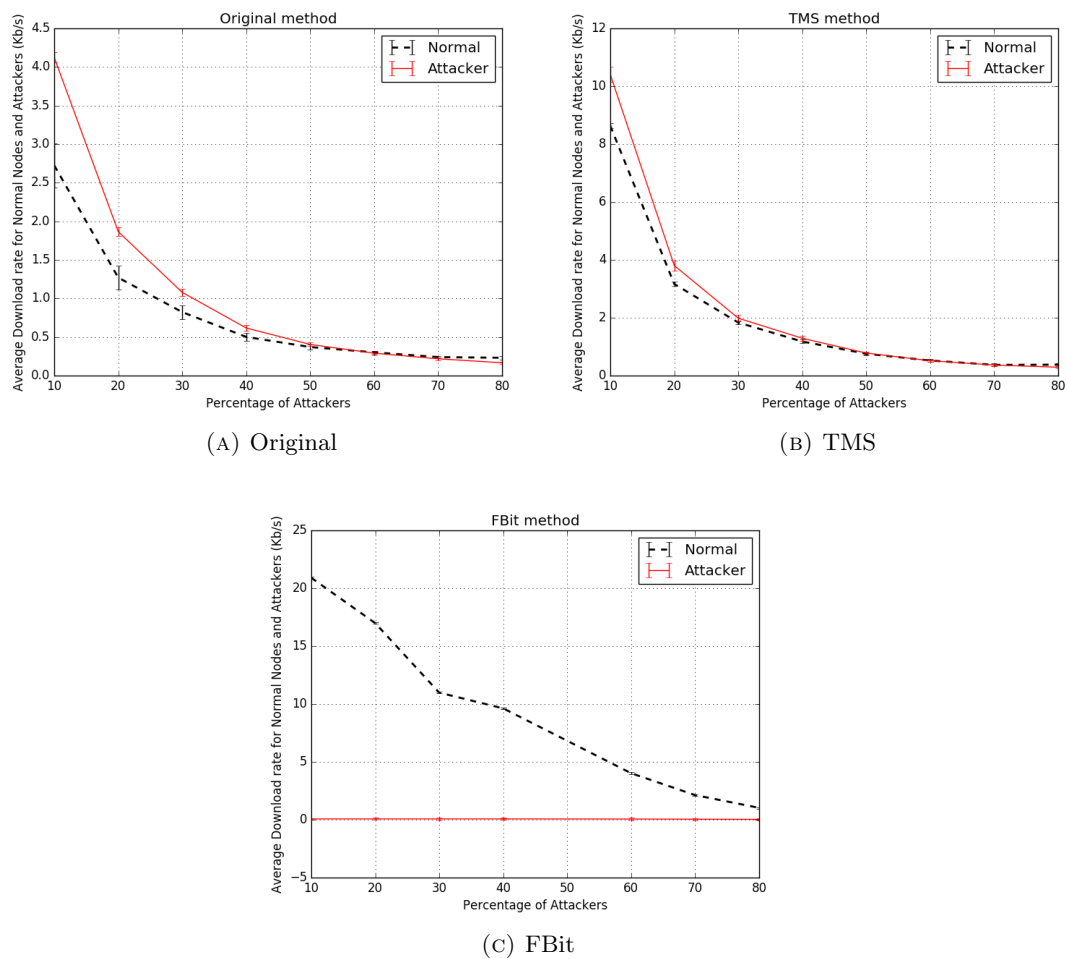 Original method
Average Download rate for Normal Nodes and Attackers (Kb/s)
4.5
4.0
3.5
3.0
2.5
2.0
1.5
1.0
0.5
0.0
Normal
Attacker
10 20 30 40 50 60 70 80
Percentage of Attackers
(A) Original
TMS method
Average Download rate for Normal Nodes and Attackers (Kb/s)
12
10
8
6
4
2
0
Normal
Attacker
10 20 30 40 50 60 70 80
Percentage of Attackers
(B) TMS
FBit method
Average Download rate for Normal Nodes and Attackers (Kb/s)
25
20
15
10
5
0
−5
Normal
Attacker
10 20 30 40 50 60 70 80
Percentage of Attackers
(C) FBit